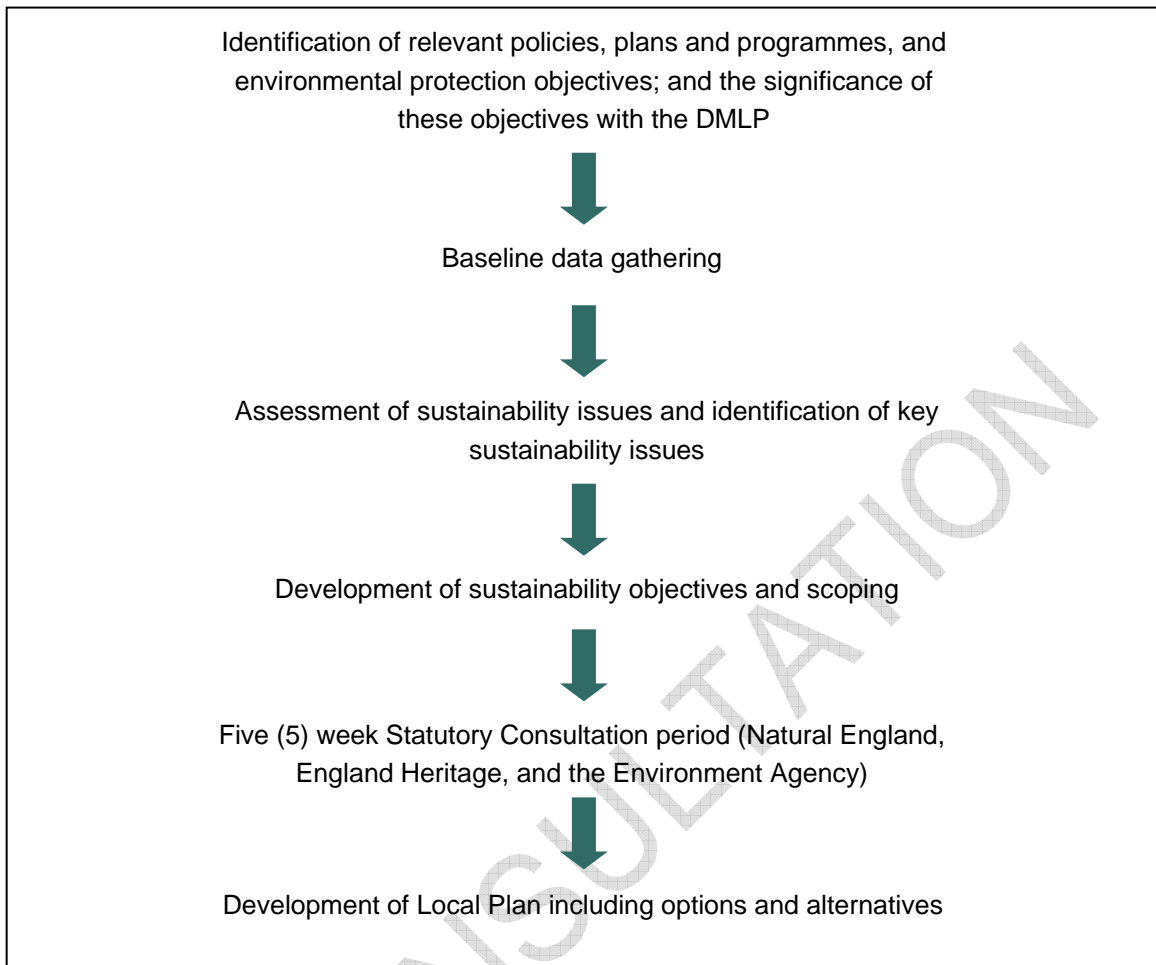 Identification of relevant policies, plans and programmes, and
environmental protection objectives; and the significance of
these objectives with the DMLP
Baseline data gathering
Assessment of sustainability issues and identification of key
sustainability issues
Development of sustainability objectives and scoping
Five (5) week Statutory Consultation period (Natural England,
England Heritage, and the Environment Agency)
Development of Local Plan including options and alternatives
NSULTATION